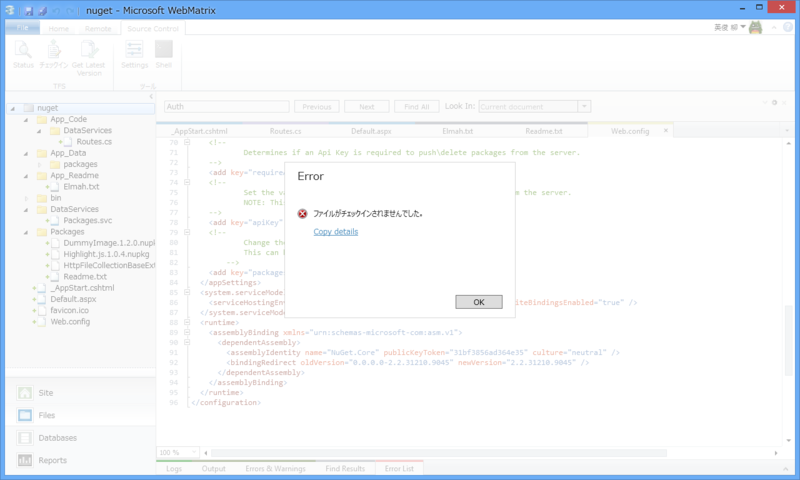 nuget - Microsoft WebMatrix
Home Remote Source Control
英俊 郷
Status チェックイン Get Latest Version Settings Shell
TFS ツール
Auth Previous Next Find All Look In: Current document
nuget
App_Code
DataServices
Routes.cs
App_Data
packages
App_Readme
Elmah.txt
bin
DataServices
Packages.svc
Packages
DummyImage.1.2.0.nupk
Highlight.js.1.0.4.nupkg
HttpFileCollectionBaseExt
Readme.txt
_AppStart.cshtml
Default.aspx
favicon.ico
Web.config
Site
Files
Databases
Reports
_AppStart.cshtml Routes.cs Default.aspx Elmah.txt Readme.txt Web.config
70 <!--
71 Determines if an Api Key is required to push\delete packages from the server.
72 -->
73 <add key="require
74 <!--
75 Set the va om the server.
76 NOTE: This
77 -->
78 <add key="apiKey"
79 <!--
80 Change the
81 This can b
82 -->
83 <add key="package
84 </appSettings>
85 <system.serviceMode
86 <serviceHostingEnv iteBindingsEnabled="true" />
87 </system.serviceMod
88 <runtime>
89 <assemblyBinding xmlns="urn:schemas-microsoft-com:asm.v1">
90 <dependentAssembly>
91 <assemblyIdentity name="NuGet.Core" publicKeyToken="31bf3856ad364e35" culture="neutral" />
92 <bindingRedirect oldVersion="0.0.0.0-2.2.31210.9045" newVersion="2.2.31210.9045" />
93 </dependentAssembly>
94 </assemblyBinding>
95 </runtime>
96 </configuration>
Error
ファイルがチェックインされませんでした。
Copy details
OK
100 %
Logs Output Errors & Warnings Find Results Error List